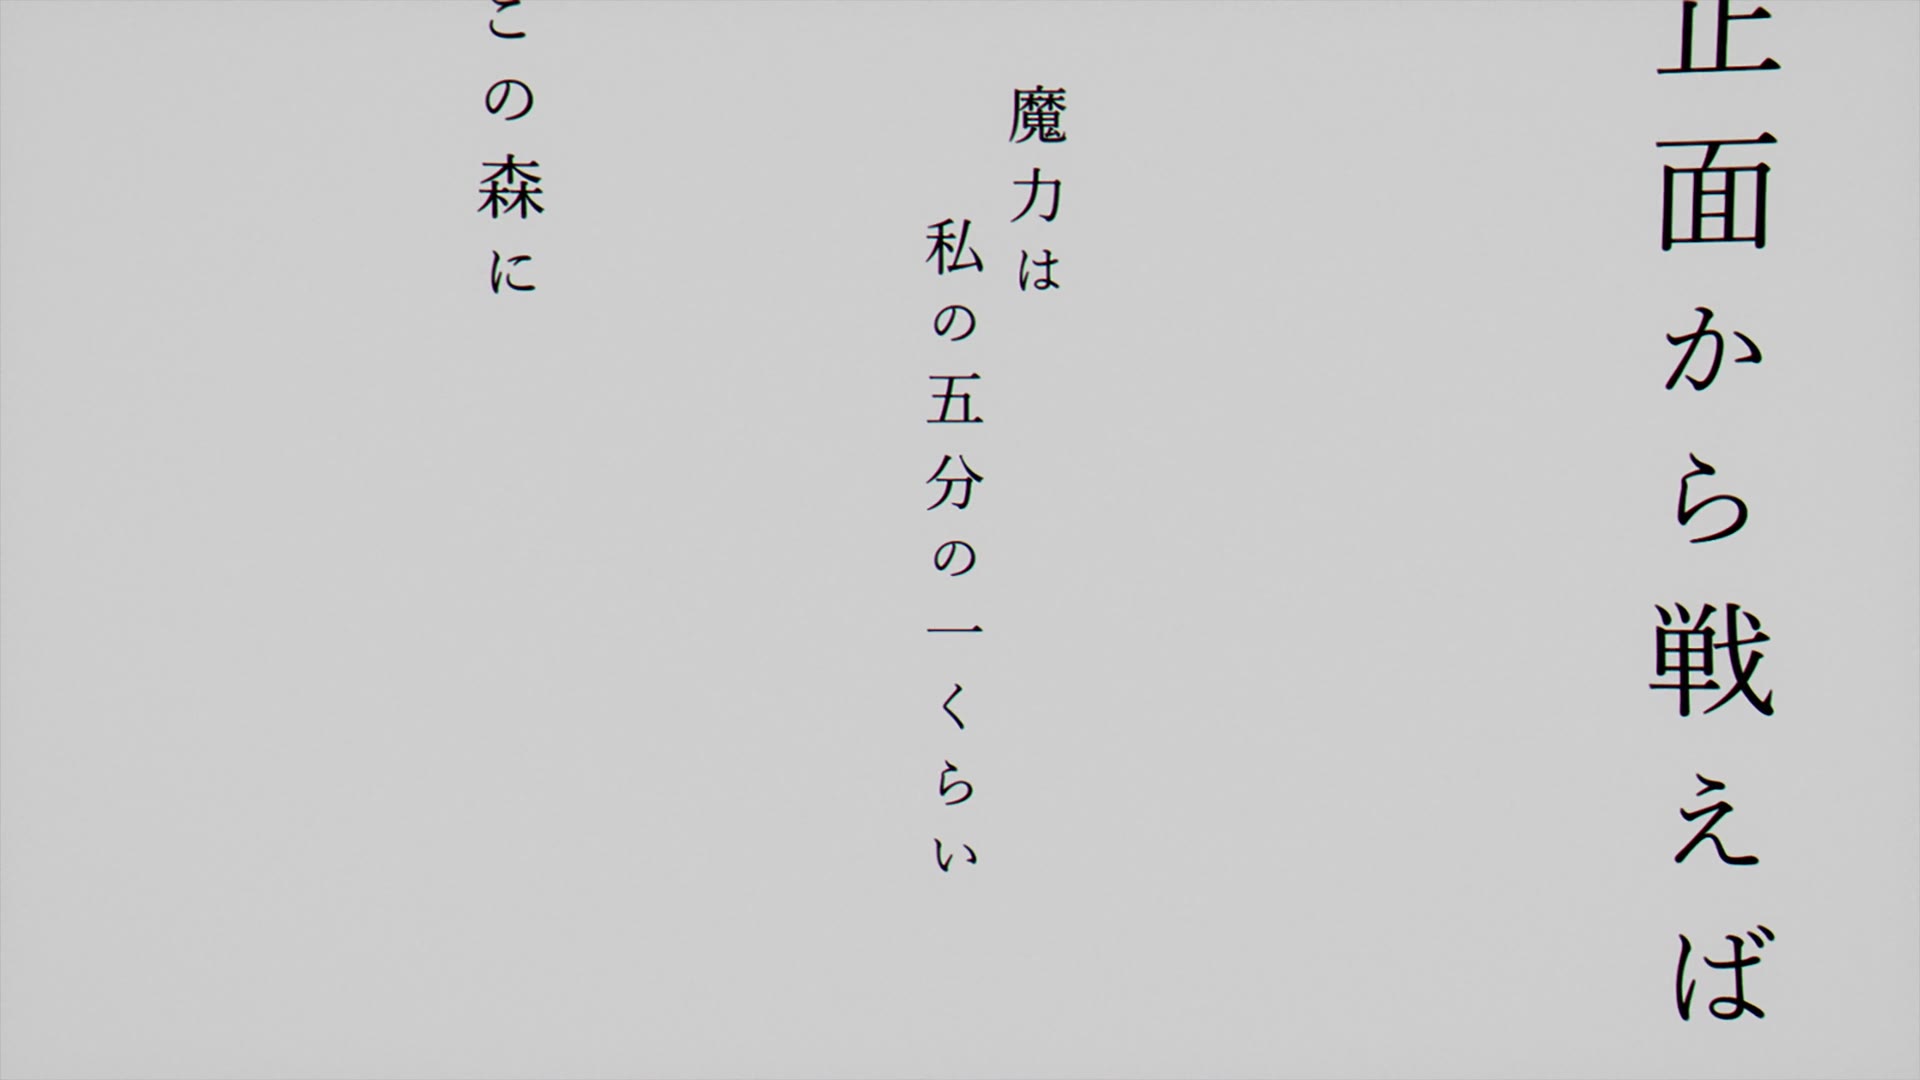 正面から戦えば
魔力は
私の五分の一くらい
この森に